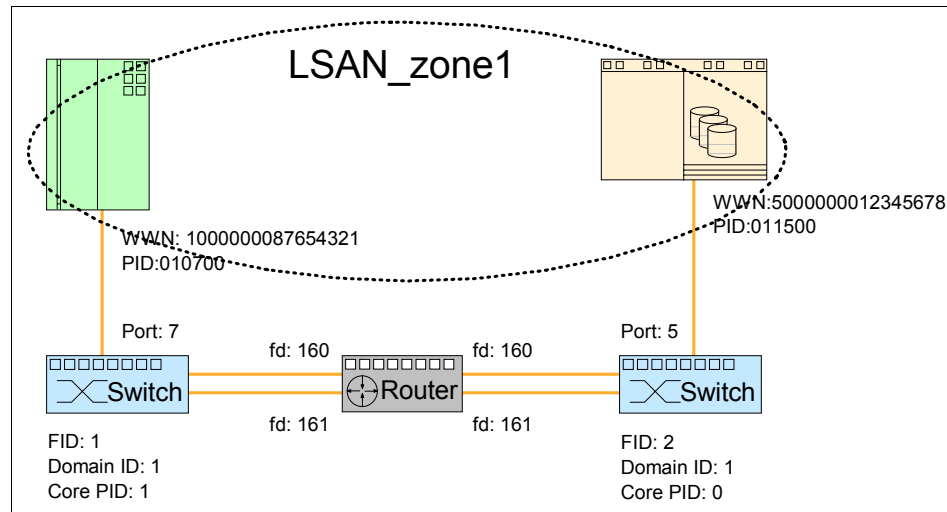 LSAN_zone1
WWN: 1000000087654321
PID:010700
WWN:5000000012345678
PID:011500
Port: 7
Port: 5
fd: 160
fd: 160
Switch
Router
Switch
fd: 161
fd: 161
FID: 1
Domain ID: 1
Core PID: 1
FID: 2
Domain ID: 1
Core PID: 0